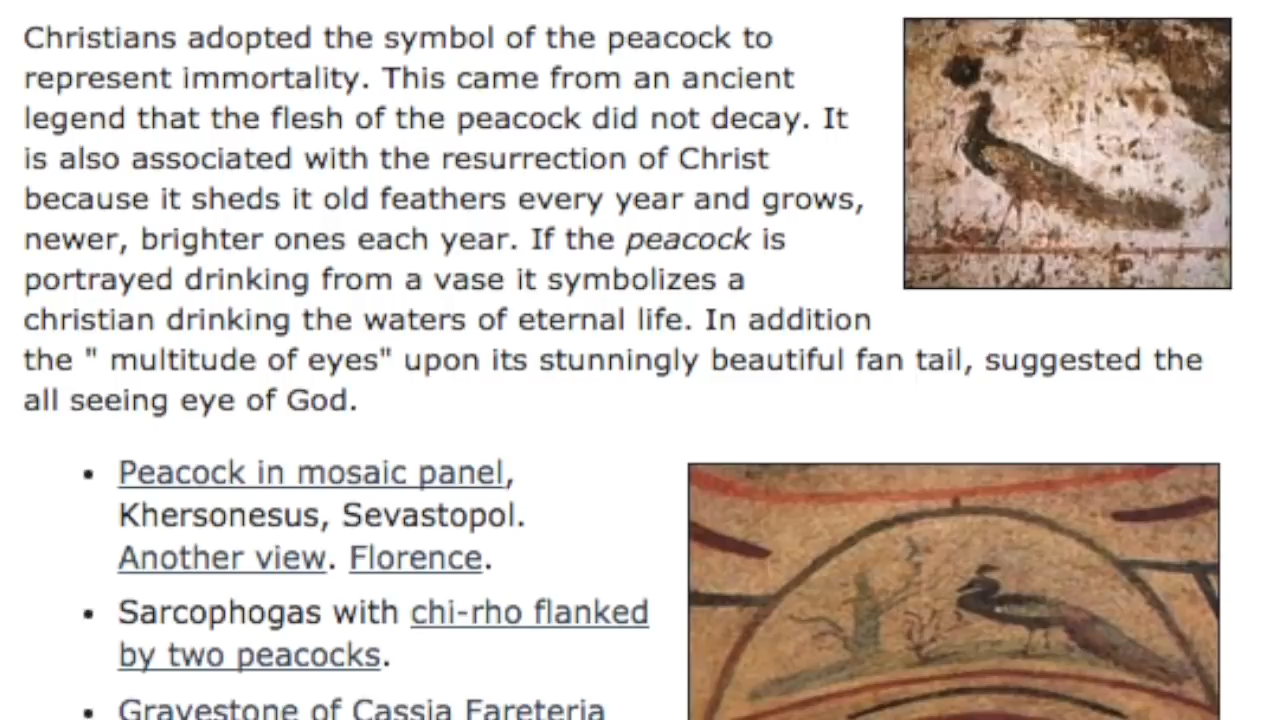 Christians adopted the symbol of the peacock to
represent immortality. This came from an ancient
legend that the flesh of the peacock did not decay. It
is also associated with the resurrection of Christ
because it sheds it old feathers every year and grows,
newer, brighter ones each year. If the peacock is
portrayed drinking from a vase it symbolizes a
christian drinking the waters of eternal life. In addition
the " multitude of eyes" upon its stunningly beautiful fan tail, suggested the
all seeing eye of God.
• Peacock in mosaic panel,
Khersonesus, Sevastopol.
Another view. Florence.
• Sarcophogas with chi-rho flanked
by two peacocks.
• Gravestone of Cassia Fareteria